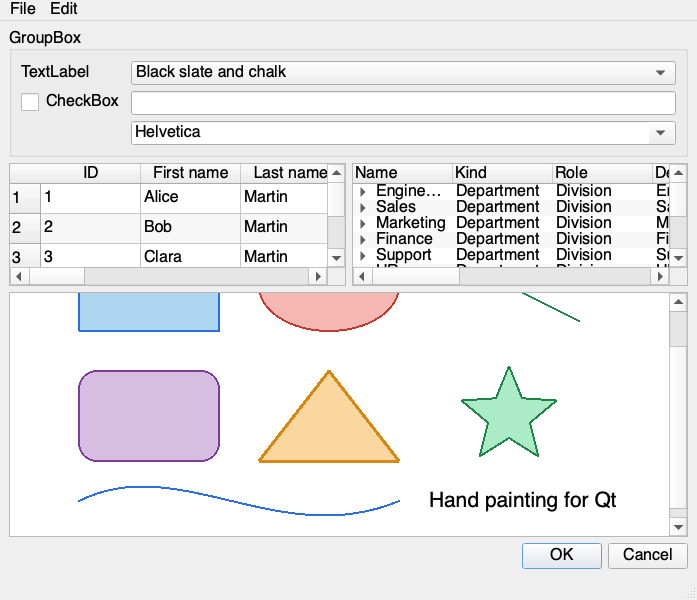 File Edit
GroupBox
TextLabel Black slate and chalk
CheckBox
Helvetica
ID First name Last name
1 1 Alice Martin
2 2 Bob Martin
3 3 Clara Martin
Name Kind Role
Engine... Department Division
Sales Department Division
Marketing Department Division
Finance Department Division
Support Department Division
Hand painting for Qt
OK Cancel